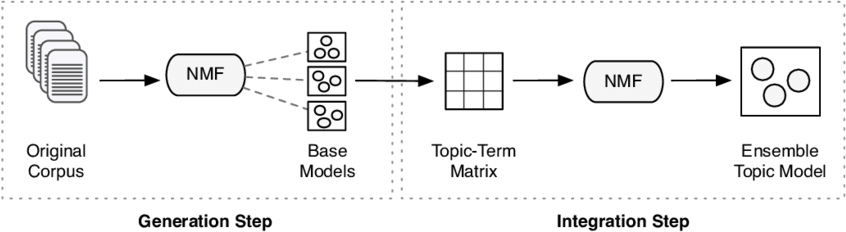 NMF
NMF
Original
Corpus
Base
Models
Topic-Term
Matrix
Ensemble
Topic Model
Generation Step
Integration Step